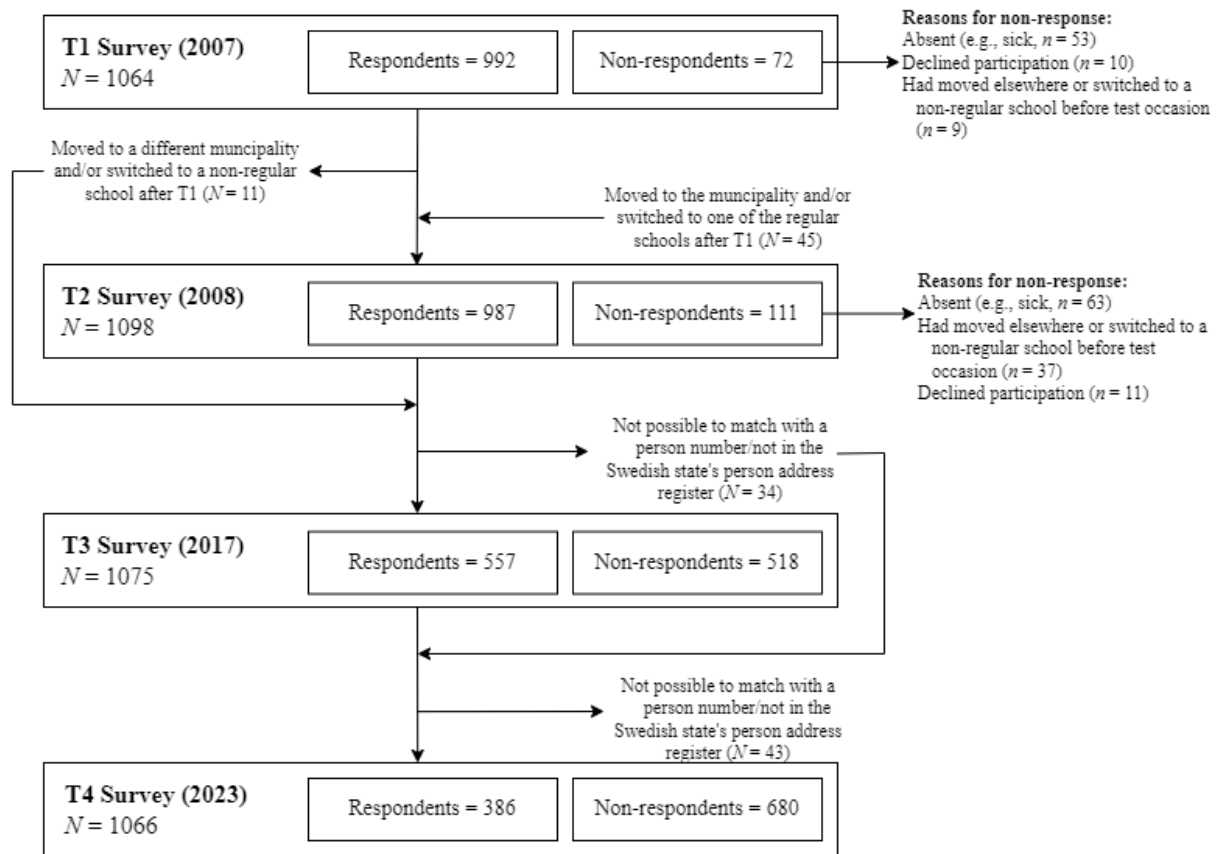 T1 Survey (2007)
N = 1064
Respondents = 992
Non-respondents = 72
Reasons for non-response:
Absent (e.g., sick, n = 53)
Declined participation (n = 10)
Had moved elsewhere or switched to a
non-regular school before test occasion
(n = 9)
Moved to a different muncipality
and/or switched to a non-regular
school after T1 (N = 11)
Moved to the muncipality and/or
switched to one of the regular
schools after T1 (N = 45)
T2 Survey (2008)
N = 1098
Respondents = 987
Non-respondents = 111
Reasons for non-response:
Absent (e.g., sick, n = 63)
Had moved elsewhere or switched to a
non-regular school before test
occasion (n = 37)
Declined participation (n = 11)
Not possible to match with a
person number/not in the
Swedish state's person address
register (N = 34)
T3 Survey (2017)
N = 1075
Respondents = 557
Non-respondents = 518
Not possible to match with a
person number/not in the
Swedish state's person address
register (N = 43)
T4 Survey (2023)
N = 1066
Respondents = 386
Non-respondents = 680